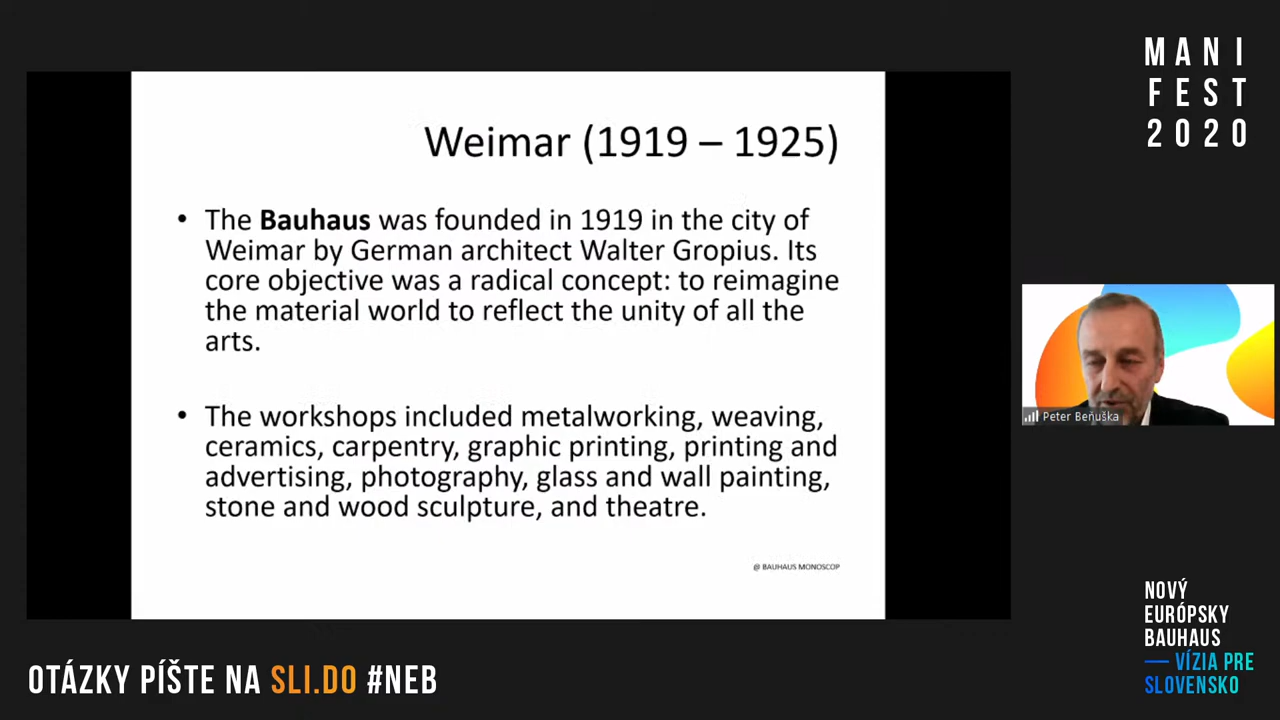 MANI
FEST
2020
Weimar (1919 – 1925)
• The Bauhaus was founded in 1919 in the city of
Weimar by German architect Walter Gropius. Its
core objective was a radical concept: to reimagine
the material world to reflect the unity of all the
arts.
• The workshops included metalworking, weaving,
ceramics, carpentry, graphic printing, printing and
advertising, photography, glass and wall painting,
stone and wood sculpture, and theatre.
@ BAUHAUS MONOSCOP
Peter Beňuška
OTÁZKY PÍŠTE NA SLI.DO #NEB
NOVÝ
EURÓPSKY
BAUHAUS
— VÍZIA PRE
SLOVENSKO